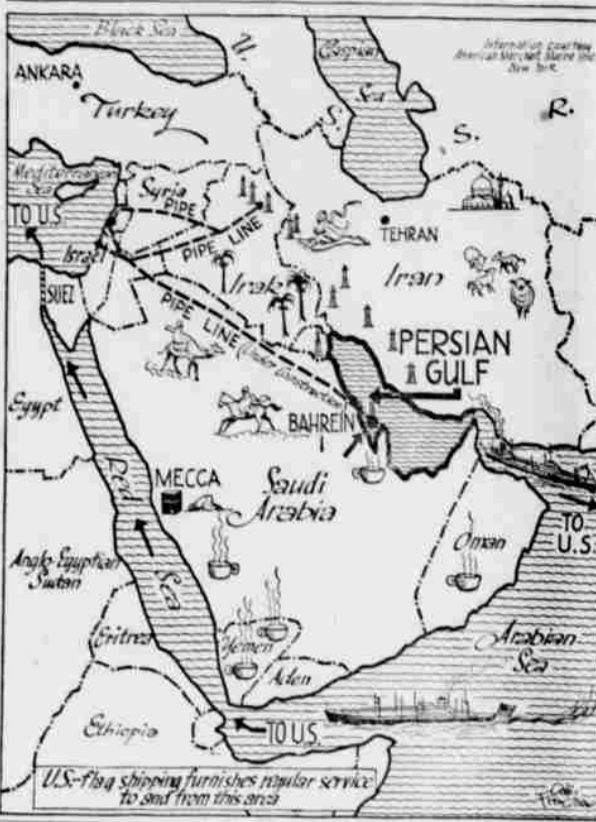 Black Sea
Caspian
Sea
U.
S.
S.
R.
Information courtesy
American Merchant Marine Inst.
New York
ANKARA
Turkey
Mediterranean
Sea
TO U.S.
Syria
PIPE
PIPE LINE
Israel
SUEZ
Irak
TEHRAN
Iran
PIPE LINE (Under Construction)
PERSIAN
GULF
BAHREIN
Egypt
Red
Sea
MECCA
Saudi
Arabia
Oman
TO
U.S.
Anglo-Egyptian
Sudan
Eritrea
Yemen
Aden
Arabian
Sea
Ethiopia
TO U.S.
U.S.-flag shipping furnishes regular service
to and from this area